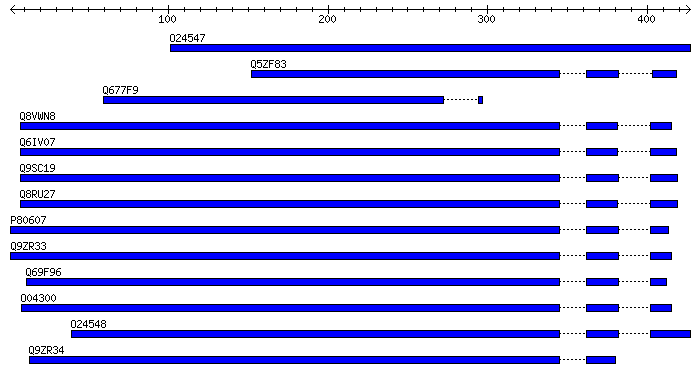 100 200 300 400
O24547
Q5ZF83
Q677F9
Q8VWN8
Q6IV07
Q9SC19
Q8RU27
P80607
Q9ZR33
Q69F96
O04300
O24548
Q9ZR34